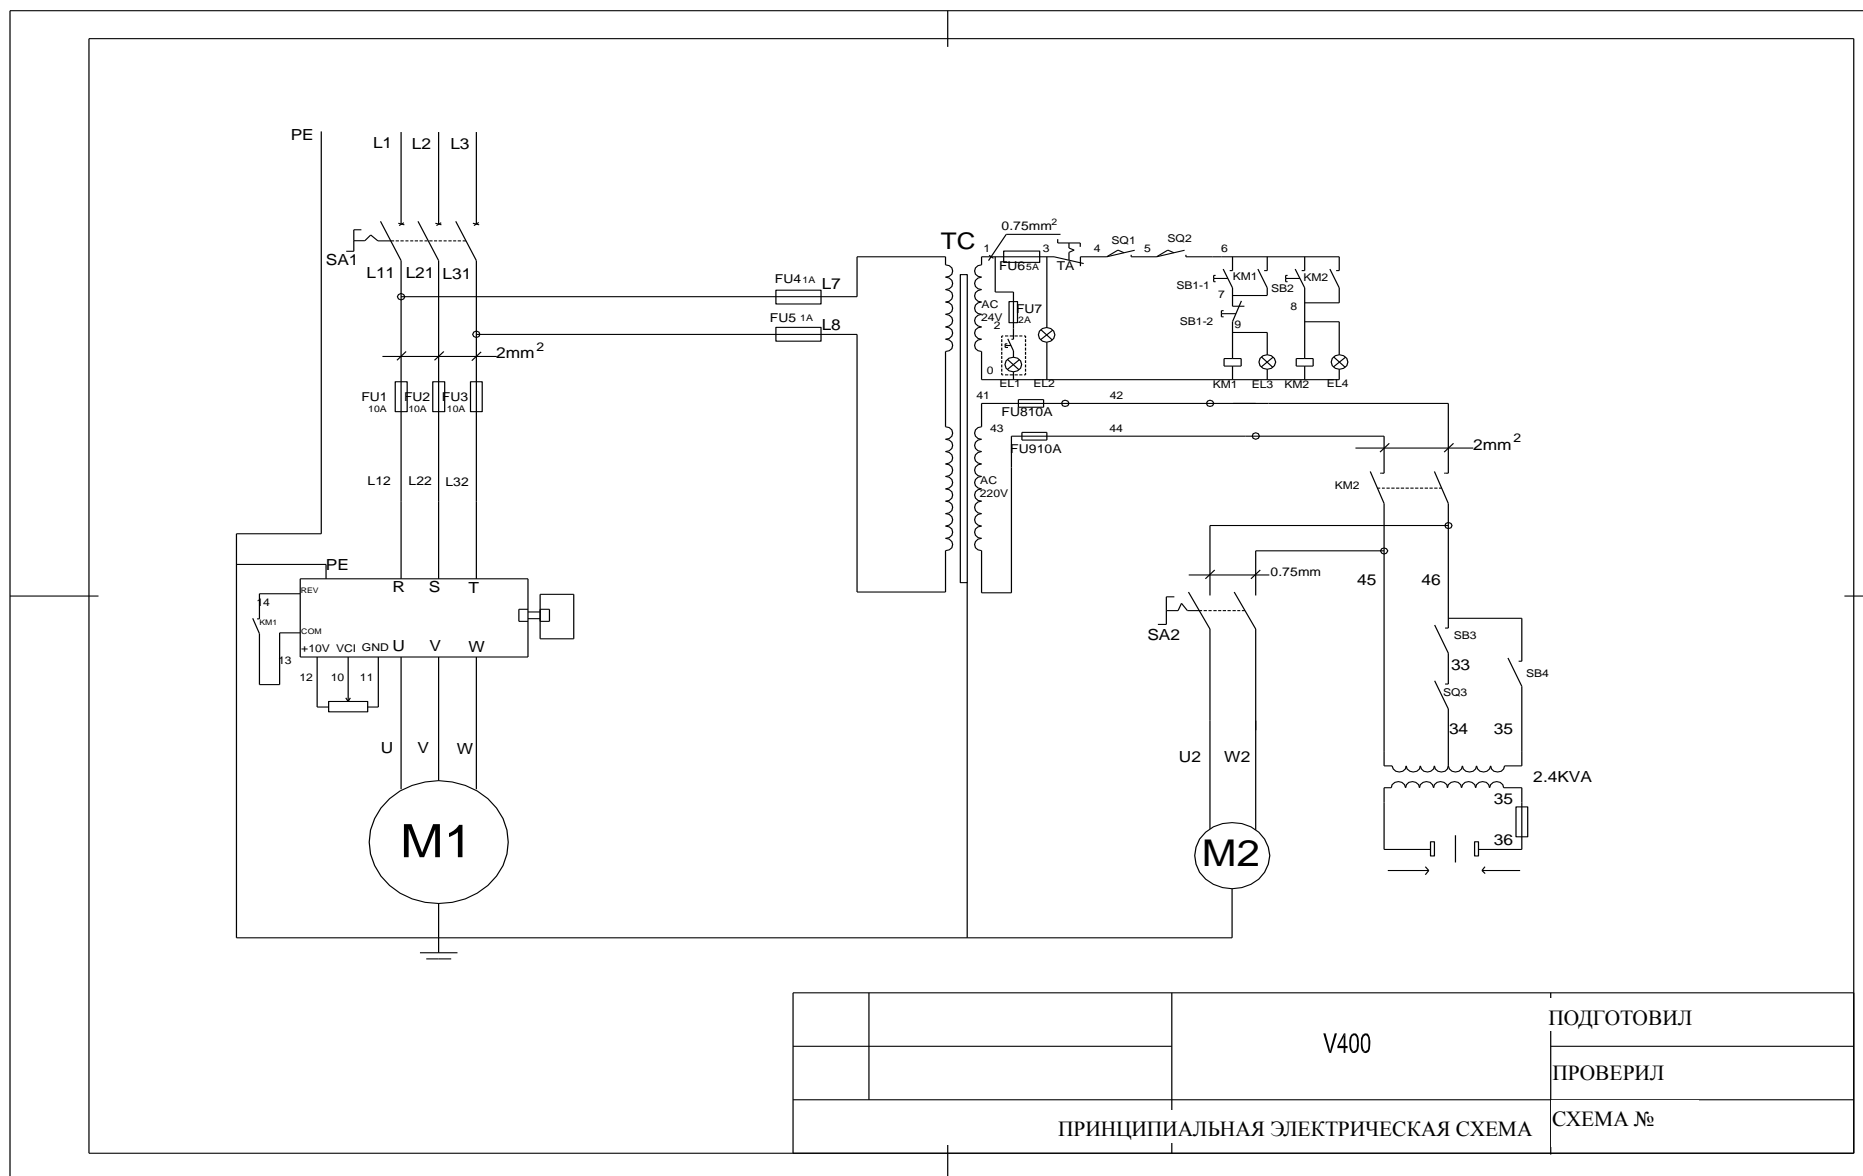 PE L1 L2 L3
SA1
L11 L21 L31
FU4 1A L7
FU5 1A L8
2mm²
FU1 10A FU2 10A FU3 10A
L12 L22 L32
PE
R S T
REV
14
KM1
COM
13
+10V VCI GND U V W
12 10 11
U V W
M1
TC
0.75mm²
1 FU6 5A 3 TA 4 SQ1 5 SQ2 6
AC
24V
FU7
2A
2
0
EL1 EL2
SB1-1 KM1 SB2 KM2
7 8
SB1-2 9
KM1 EL3 KM2 EL4
41 FU8 10A 42
43 FU9 10A 44
AC
220V
2mm²
KM2
0.75mm
45 46
SA2
SB3
33
SB4
SQ3
34 35
U2 W2
2.4KVA
35
36
M2
V400
ПОДГОТОВИЛ
ПРОВЕРИЛ
ПРИНЦИПИАЛЬНАЯ ЭЛЕКТРИЧЕСКАЯ СХЕМА
СХЕМА №